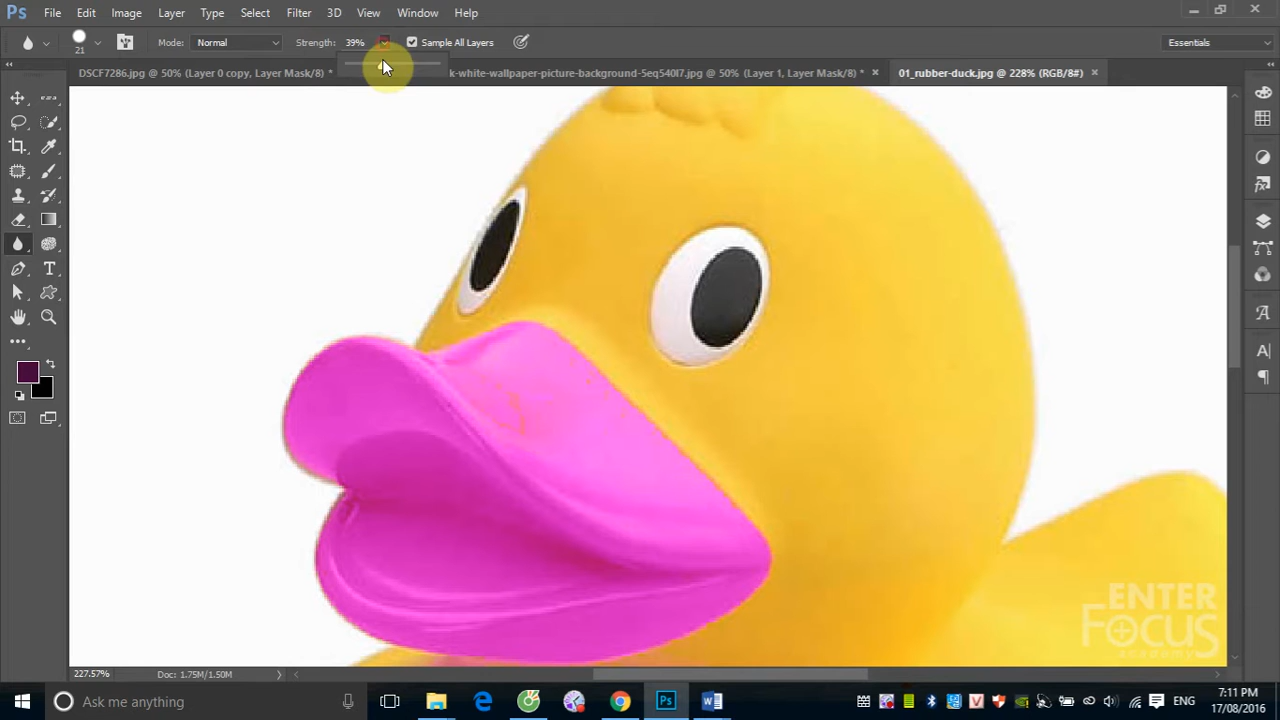 Ps File Edit Image Layer Type Select Filter 3D View Window Help
21 Mode: Normal Strength: 39% Sample All Layers Essentials
DSCF7286.jpg @ 50% (Layer 0 copy, Layer Mask/8) * k-white-wallpaper-picture-background-5eq540l7.jpg @ 50% (Layer 1, Layer Mask/8) * × 01_rubber-duck.jpg @ 228% (RGB/8#) ×
ENTER
FOCUS
227.57% Doc: 1.75M/1.50M
Ask me anything Ps ENG 7:11 PM
17/08/2016